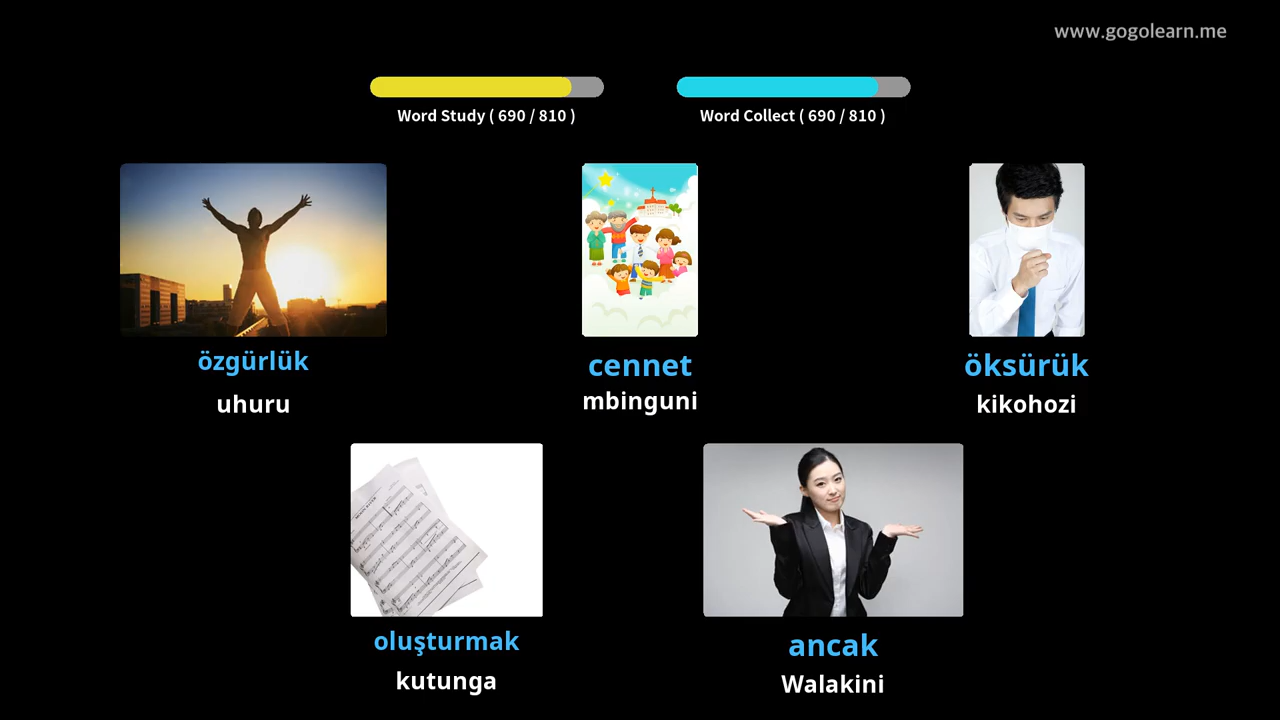 www.gogolearn.me
Word Study ( 690 / 810 )
Word Collect ( 690 / 810 )
özgürlük
uhuru
cennet
mbinguni
öksürük
kikohozi
oluşturmak
kutunga
ancak
Walakini